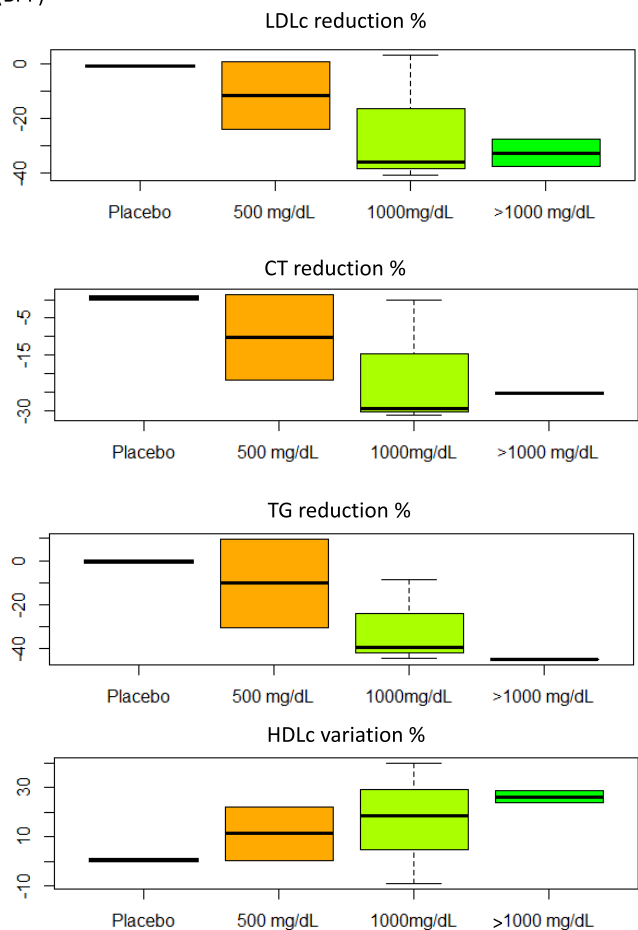 LDLc reduction %
0
-20
-40
Placebo 500 mg/dL 1000mg/dL >1000 mg/dL
CT reduction %
-5
-15
-30
Placebo 500 mg/dL 1000mg/dL >1000 mg/dL
TG reduction %
0
-20
-40
Placebo 500 mg/dL 1000mg/dL >1000 mg/dL
HDLc variation %
30
10
-10
Placebo 500 mg/dL 1000mg/dL >1000 mg/dL